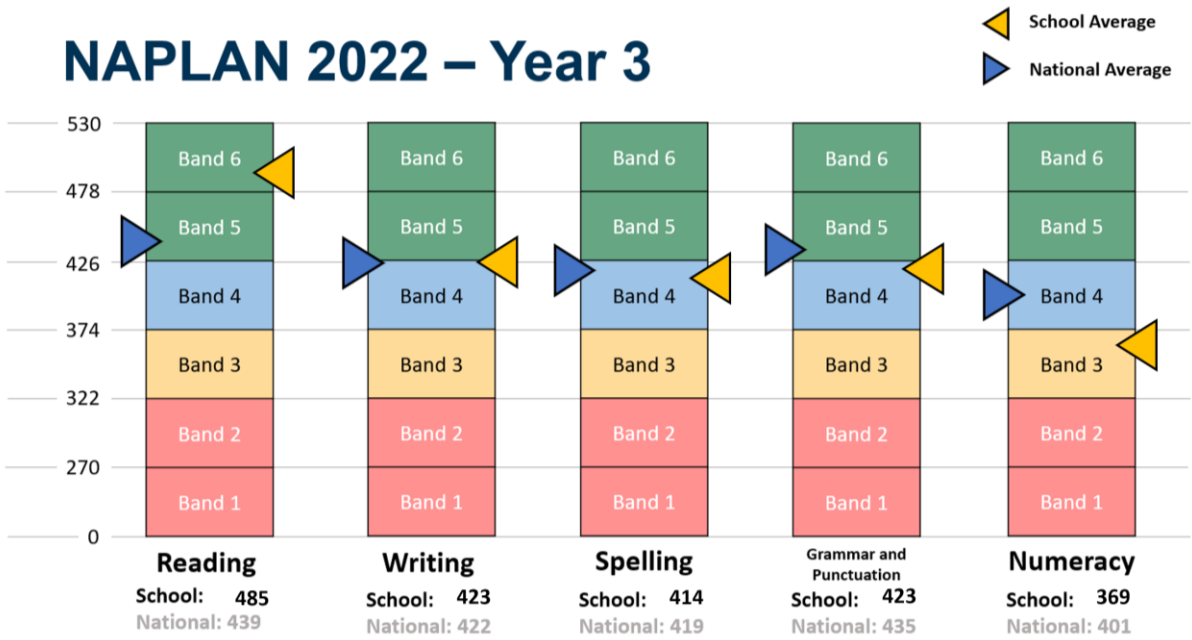 School Average
NAPLAN 2022 – Year 3
National Average
530
Band 6 Band 6 Band 6 Band 6 Band 6
478
Band 5 Band 5 Band 5 Band 5 Band 5
426
Band 4 Band 4 Band 4 Band 4 Band 4
374
Band 3 Band 3 Band 3 Band 3 Band 3
322
Band 2 Band 2 Band 2 Band 2 Band 2
270
Band 1 Band 1 Band 1 Band 1 Band 1
0
Reading
School: 485
National: 439
Writing
School: 423
National: 422
Spelling
School: 414
National: 419
Grammar and
Punctuation
School: 423
National: 435
Numeracy
School: 369
National: 401